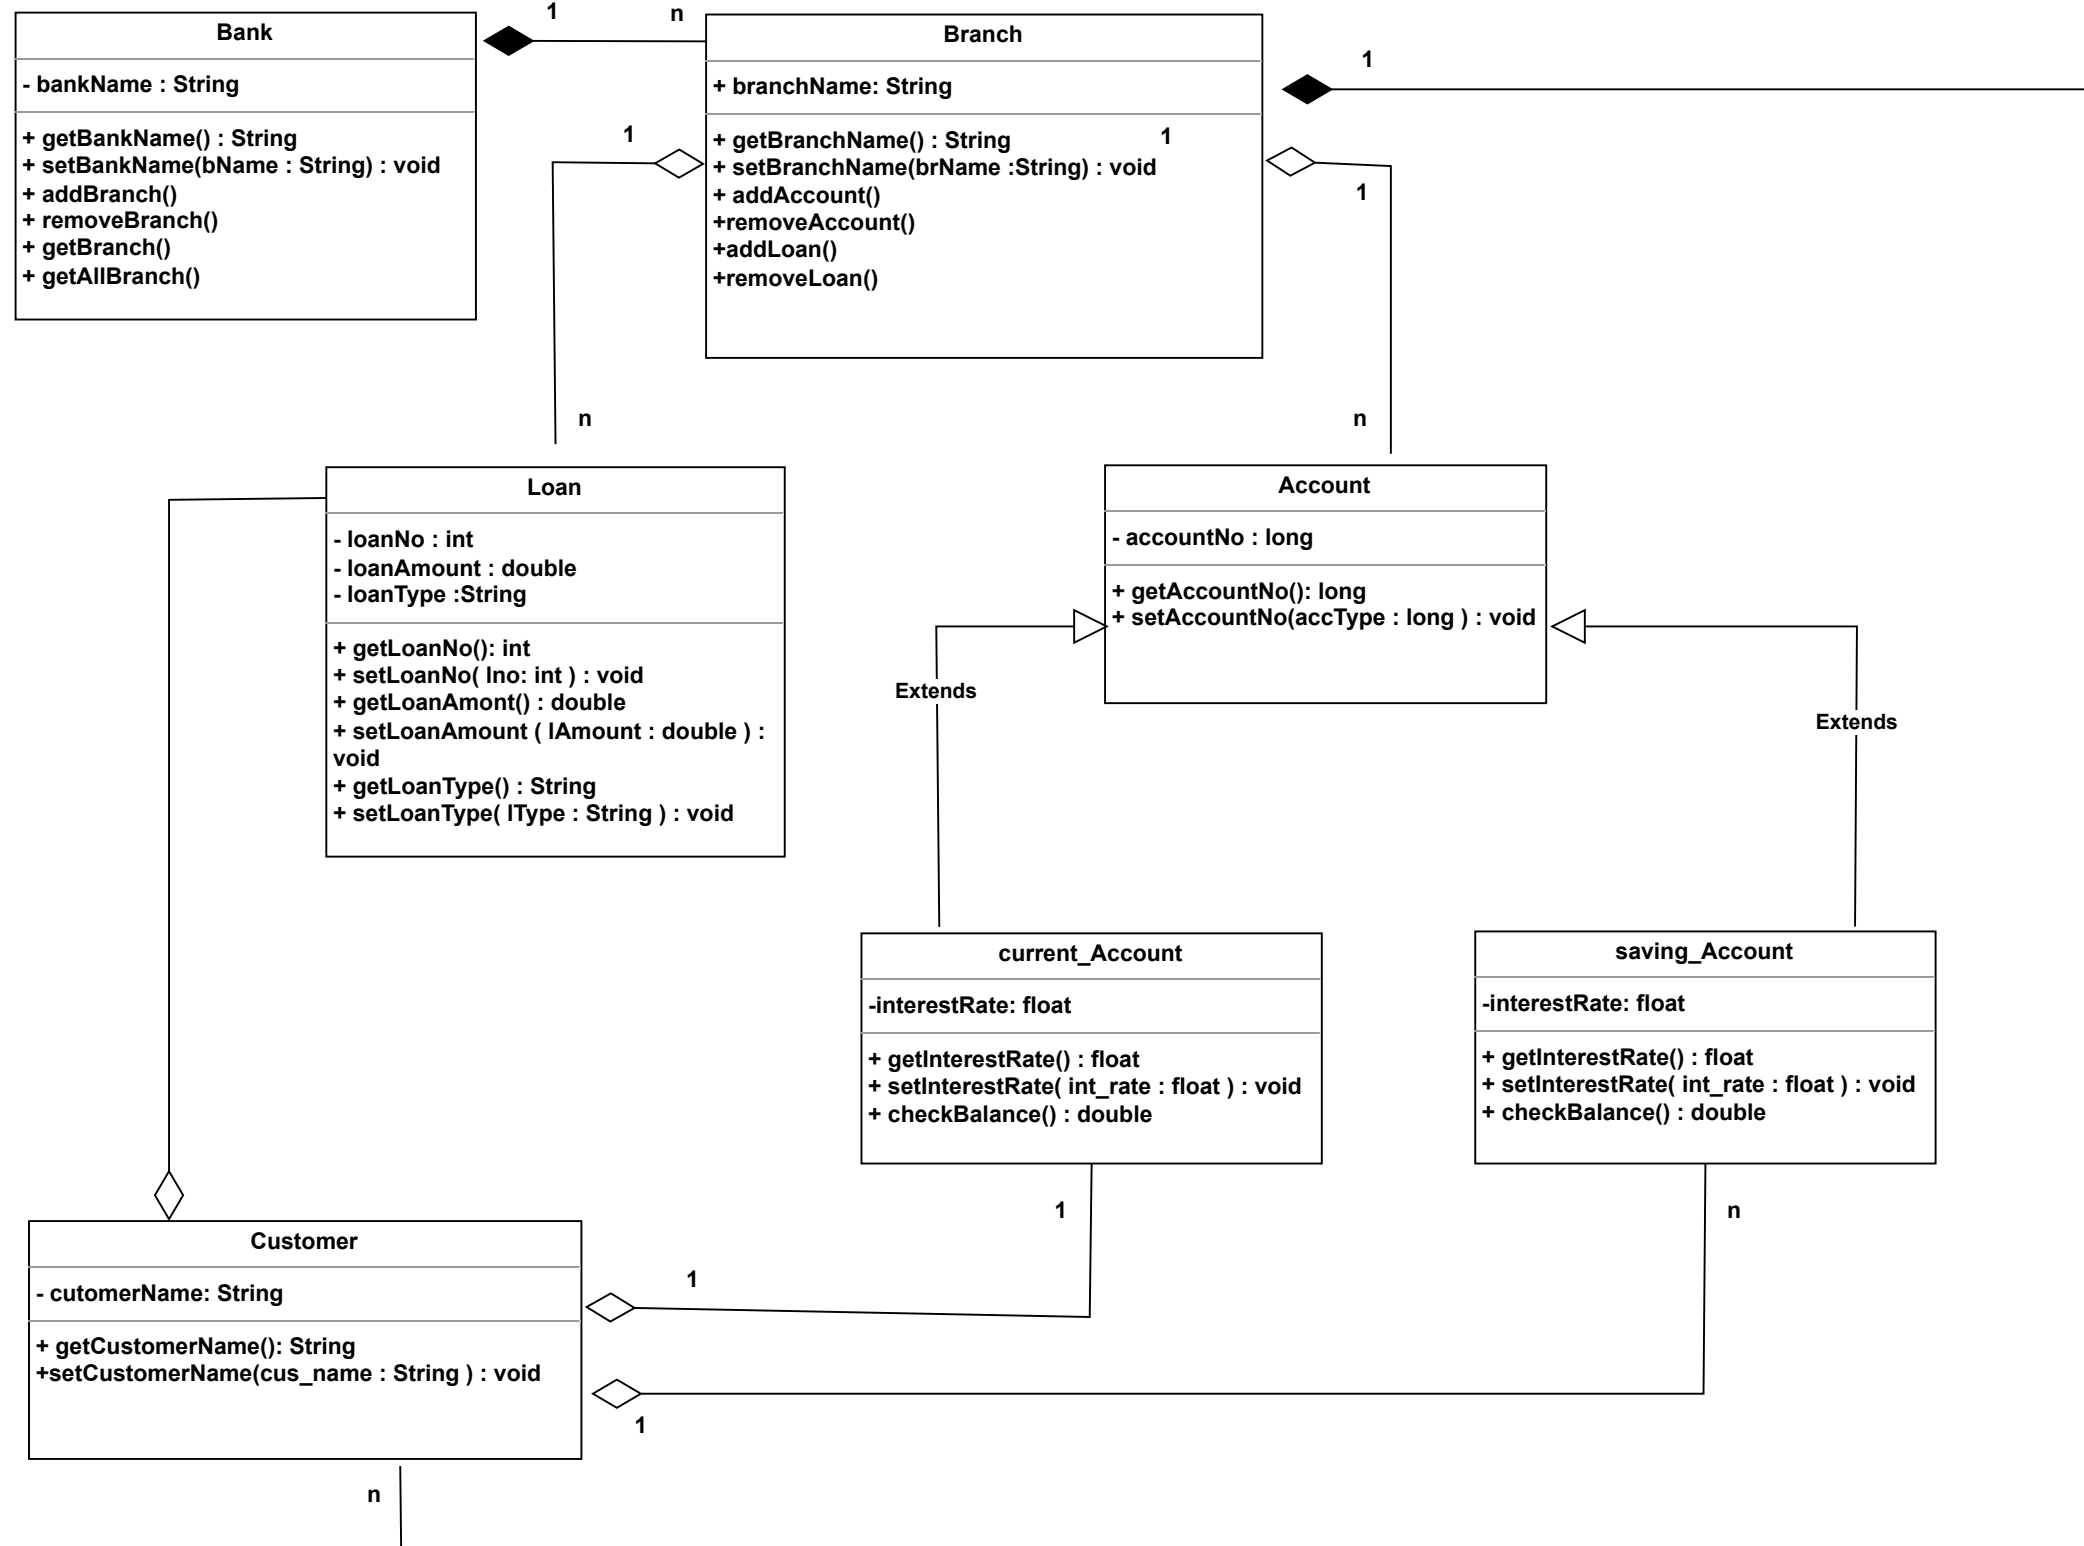 Bank
- bankName : String
+ getBankName() : String
+ setBankName(bName : String) : void
+ addBranch()
+ removeBranch()
+ getBranch()
+ getAllBranch()
1
n
Branch
+ branchName: String
+ getBranchName() : String
+ setBranchName(brName :String) : void
+ addAccount()
+removeAccount()
+addLoan()
+removeLoan()
1
1
1
1
n
n
Loan
- loanNo : int
- loanAmount : double
- loanType :String
+ getLoanNo(): int
+ setLoanNo( lno: int ) : void
+ getLoanAmont() : double
+ setLoanAmount ( lAmount : double ) :
void
+ getLoanType() : String
+ setLoanType( lType : String ) : void
Account
- accountNo : long
+ getAccountNo(): long
+ setAccountNo(accType : long ) : void
Extends
Extends
current_Account
-interestRate: float
+ getInterestRate() : float
+ setInterestRate( int_rate : float ) : void
+ checkBalance() : double
saving_Account
-interestRate: float
+ getInterestRate() : float
+ setInterestRate( int_rate : float ) : void
+ checkBalance() : double
1
n
Customer
- cutomerName: String
+ getCustomerName(): String
+setCustomerName(cus_name : String ) : void
1
1
n